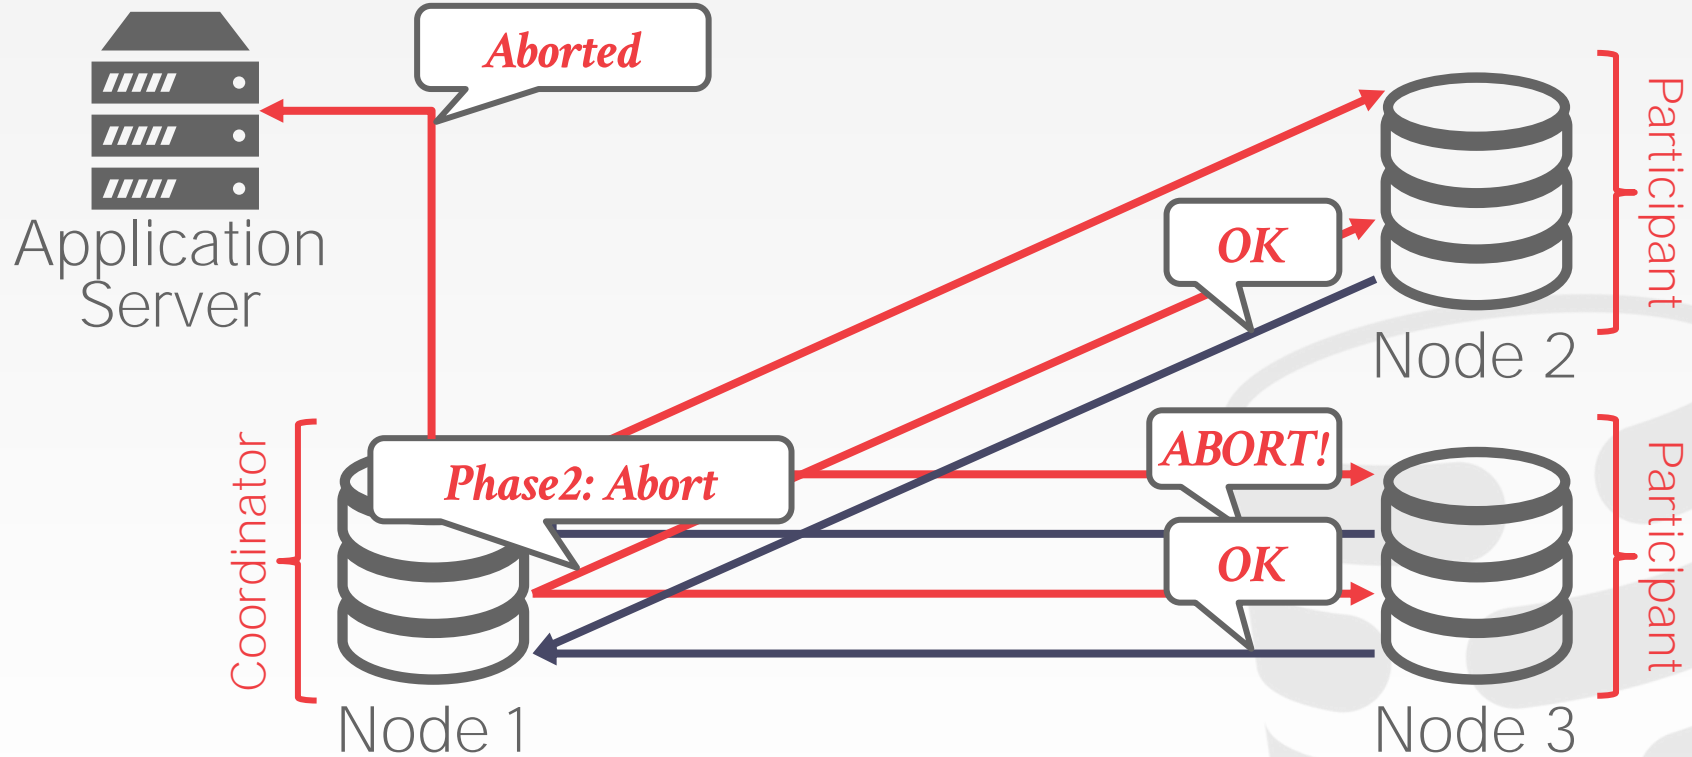 Aborted
Application
Server
OK
Participant
Node 2
Coordinator
Phase2: Abort
ABORT!
OK
Participant
Node 1
Node 3